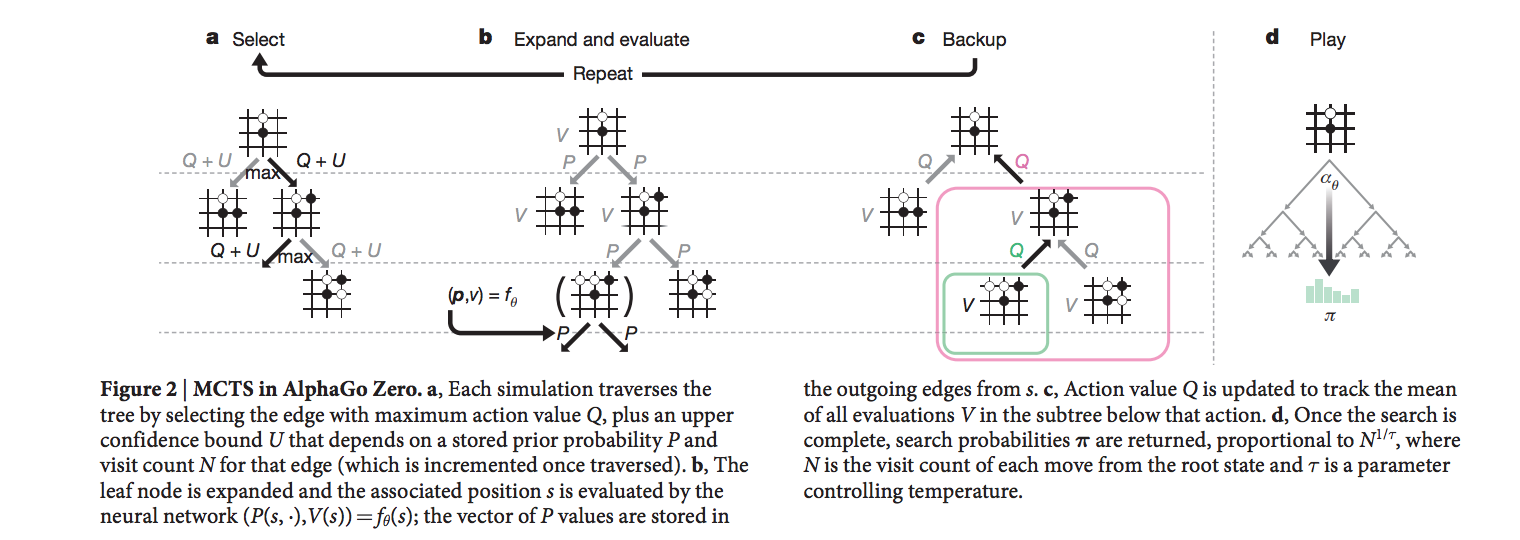 a Select
b Expand and evaluate
c Backup
d Play
Repeat
Q + U
Q + U
max
Q + U
Q + U
max
V
P
P
V
V
P
P
(p,v) = fθ
P
P
Q
Q
V
V
Q
Q
V
V
αθ
π
Figure 2 | MCTS in AlphaGo Zero. a, Each simulation traverses the
tree by selecting the edge with maximum action value Q, plus an upper
confidence bound U that depends on a stored prior probability P and
visit count N for that edge (which is incremented once traversed). b, The
leaf node is expanded and the associated position s is evaluated by the
neural network (P(s, ·),V(s)) = fθ(s); the vector of P values are stored in
the outgoing edges from s. c, Action value Q is updated to track the mean
of all evaluations V in the subtree below that action. d, Once the search is
complete, search probabilities π are returned, proportional to N^1/τ, where
N is the visit count of each move from the root state and τ is a parameter
controlling temperature.